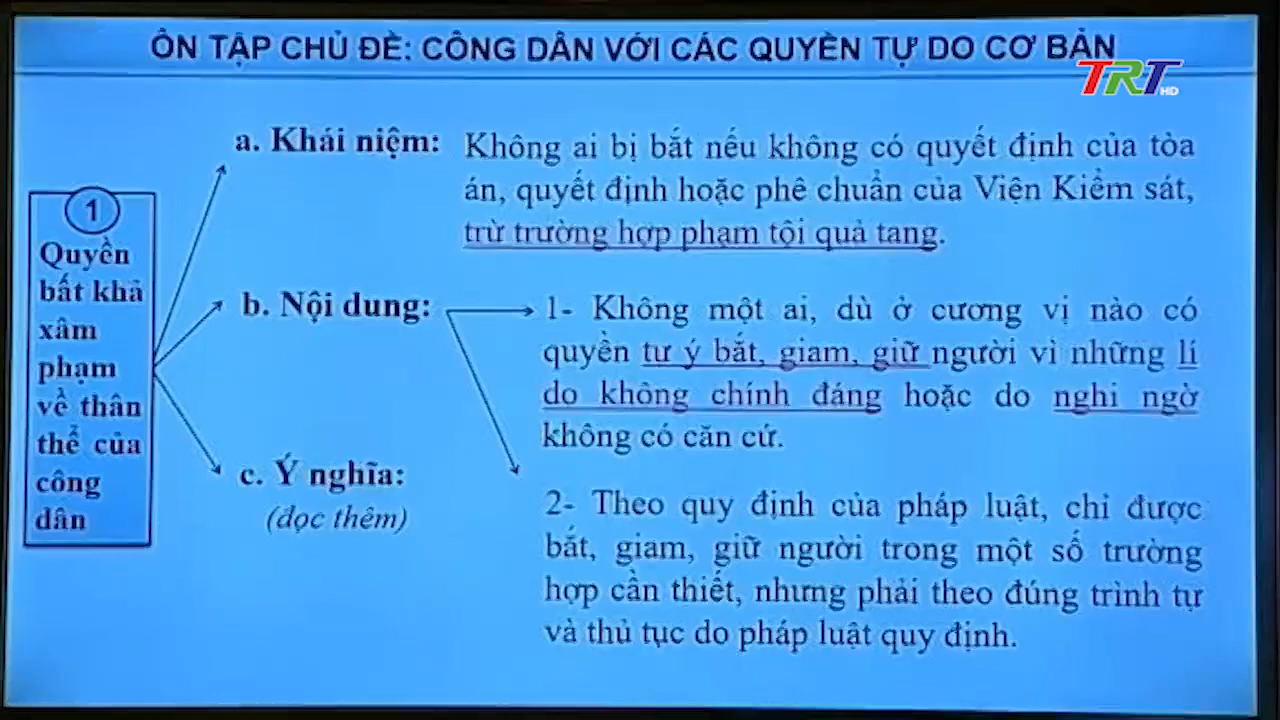 ÔN TẬP CHỦ ĐỀ: CÔNG DÂN VỚI CÁC QUYỀN TỰ DO CƠ BẢN
TRT HD
1
Quyền
bất khả
xâm
phạm
về thân
thể của
công
dân
a. Khái niệm:
Không ai bị bắt nếu không có quyết định của tòa
án, quyết định hoặc phê chuẩn của Viện Kiểm sát,
trừ trường hợp phạm tội quả tang.
b. Nội dung:
1- Không một ai, dù ở cương vị nào có
quyền tự ý bắt, giam, giữ người vì những lí
do không chính đáng hoặc do nghi ngờ
không có căn cứ.
2- Theo quy định của pháp luật, chỉ được
bắt, giam, giữ người trong một số trường
hợp cần thiết, nhưng phải theo đúng trình tự
và thủ tục do pháp luật quy định.
c. Ý nghĩa:
(đọc thêm)